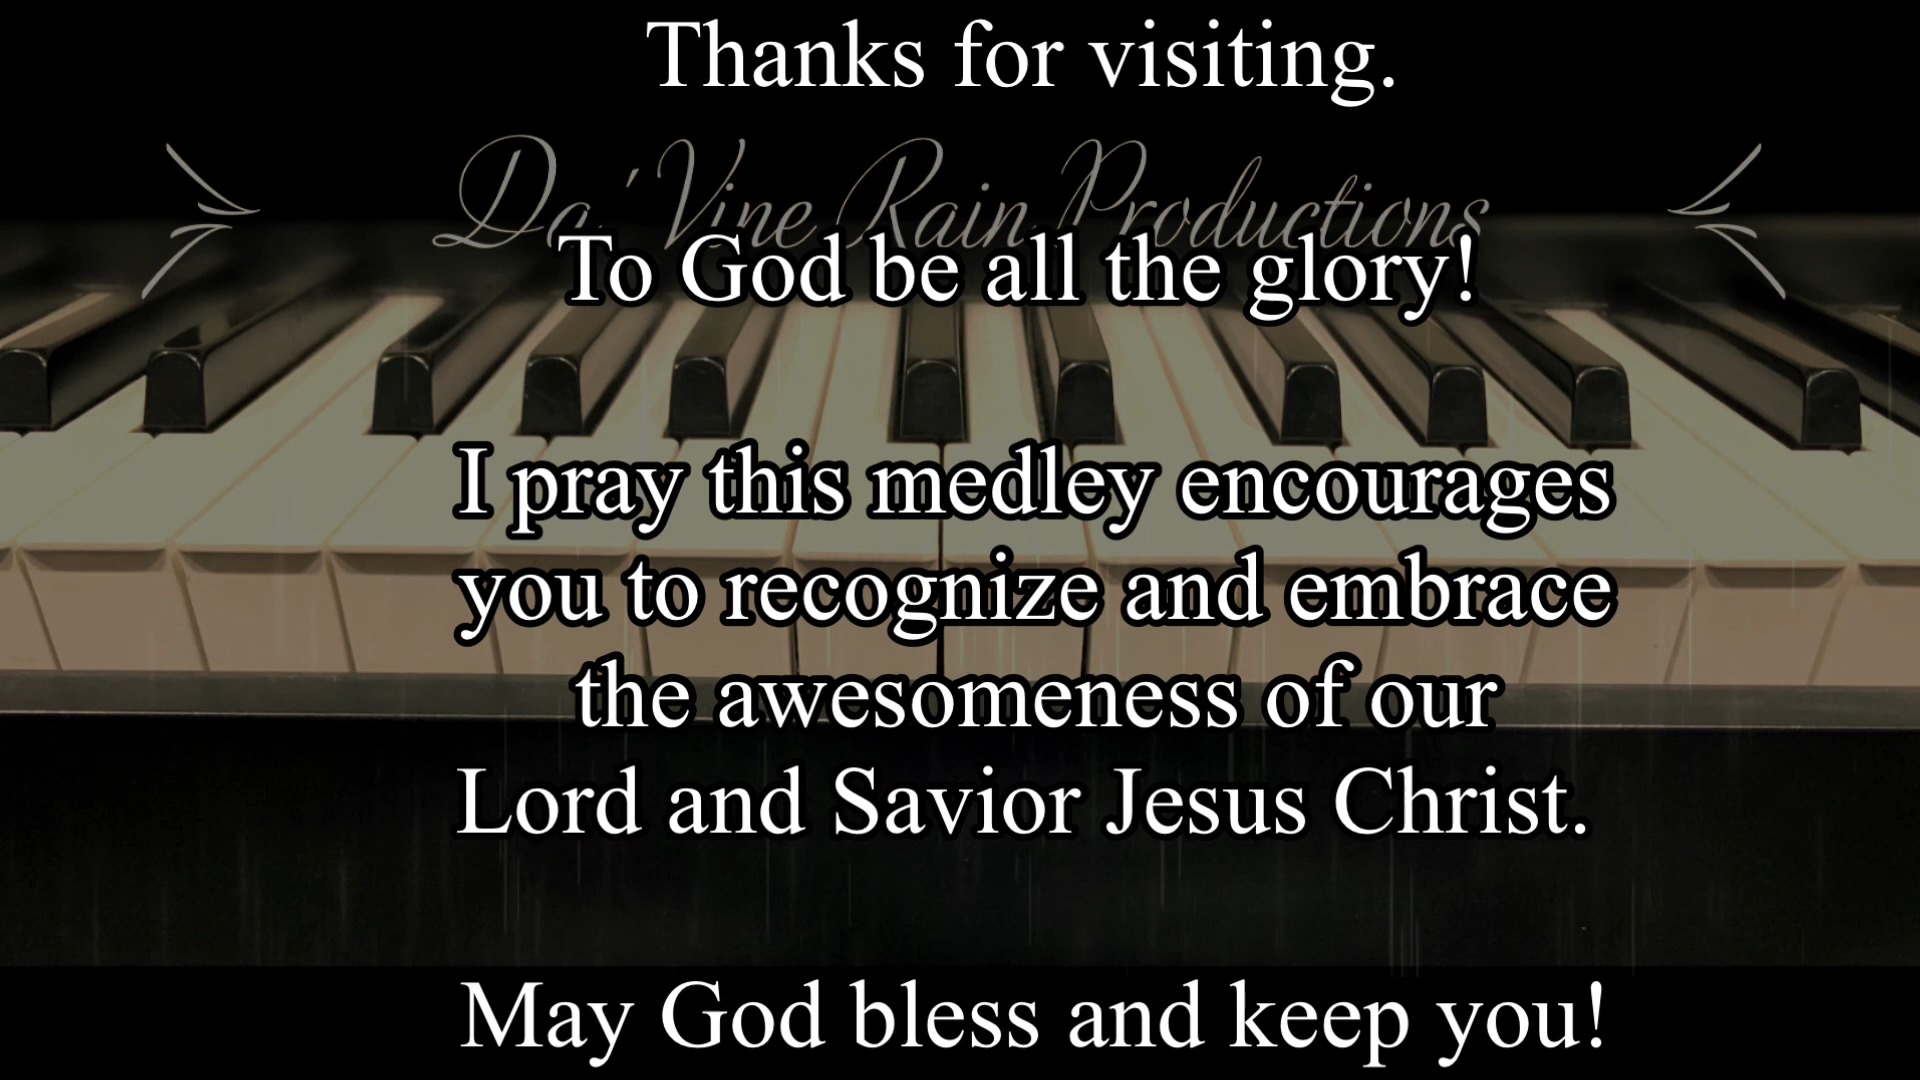 Thanks for visiting.
Da' Vine Rain Productions
To God be all the glory!
I pray this medley encourages
you to recognize and embrace
the awesomeness of our
Lord and Savior Jesus Christ.
May God bless and keep you!